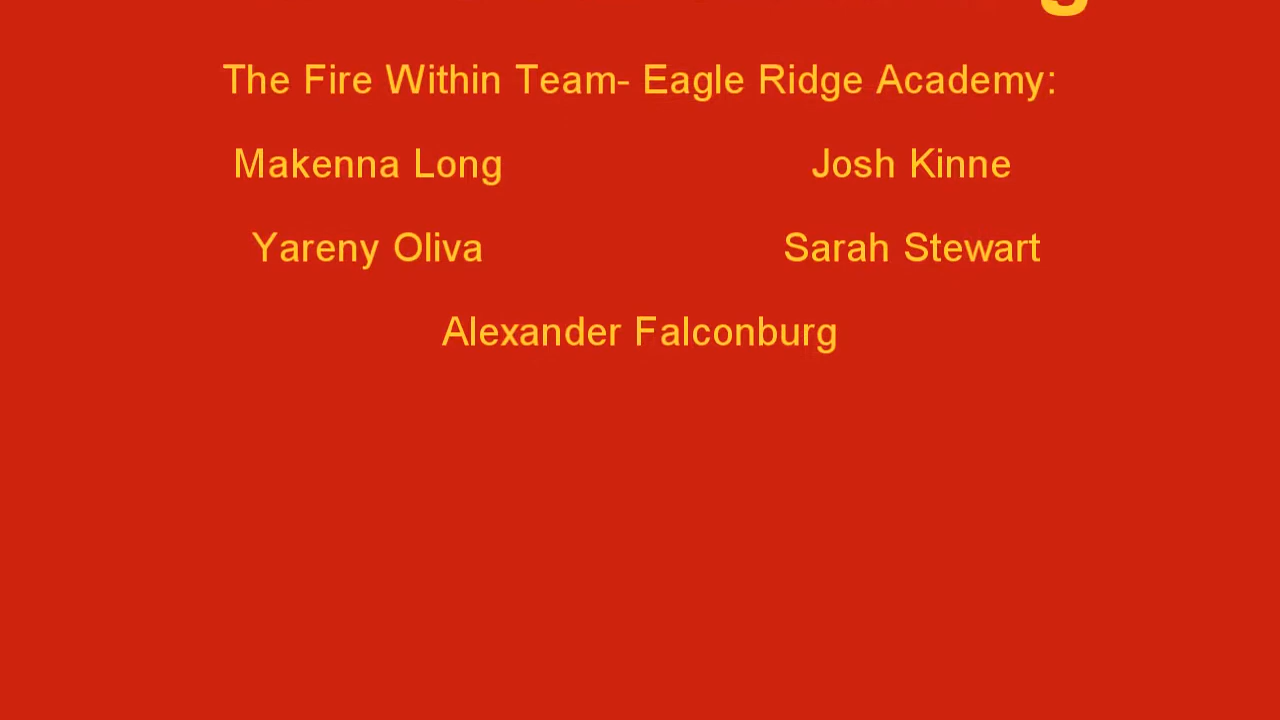 The Fire Within Team- Eagle Ridge Academy:
Makenna Long Josh Kinne
Yareny Oliva Sarah Stewart
Alexander Falconburg